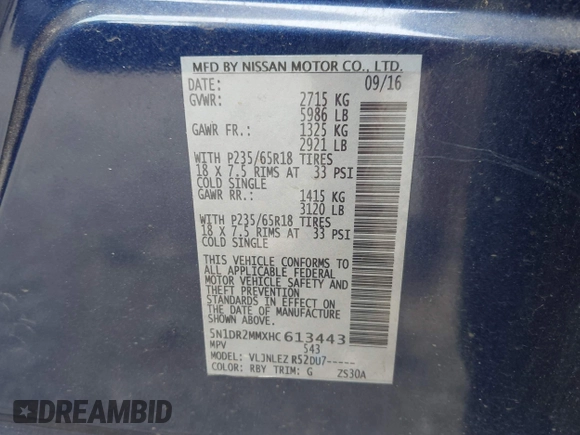 MFD BY NISSAN MOTOR CO., LTD.
DATE: 09/16
GVWR: 2715 KG
5986 LB
GAWR FR.: 1325 KG
2921 LB
WITH P235/65R18 TIRES
18 X 7.5 RIMS AT 33 PSI
COLD SINGLE
GAWR RR.: 1415 KG
3120 LB
WITH P235/65R18 TIRES
18 X 7.5 RIMS AT 33 PSI
COLD SINGLE
THIS VEHICLE CONFORMS TO
ALL APPLICABLE FEDERAL
MOTOR VEHICLE SAFETY AND
THEFT PREVENTION
STANDARDS IN EFFECT ON
THE DATE OF MANUFACTURE
SHOWN ABOVE.
5N1DR2MMXHC613443
MPV 543
MODEL: VLJNLEZ R52DU7-----
COLOR: RBY TRIM: G ZS30A
DREAMBID